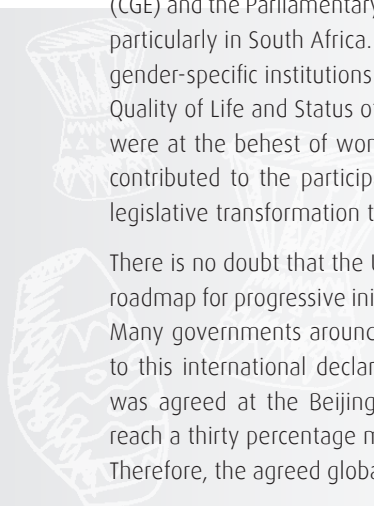 (CGE) and the Parliamentary
particularly in South Africa.
gender-specific institutions
Quality of Life and Status o
were at the behest of wor
contributed to the particip
legislative transformation t
There is no doubt that the U
roadmap for progressive ini
Many governments around
to this international declar
was agreed at the Beijing
reach a thirty percentage m
Therefore, the agreed globa